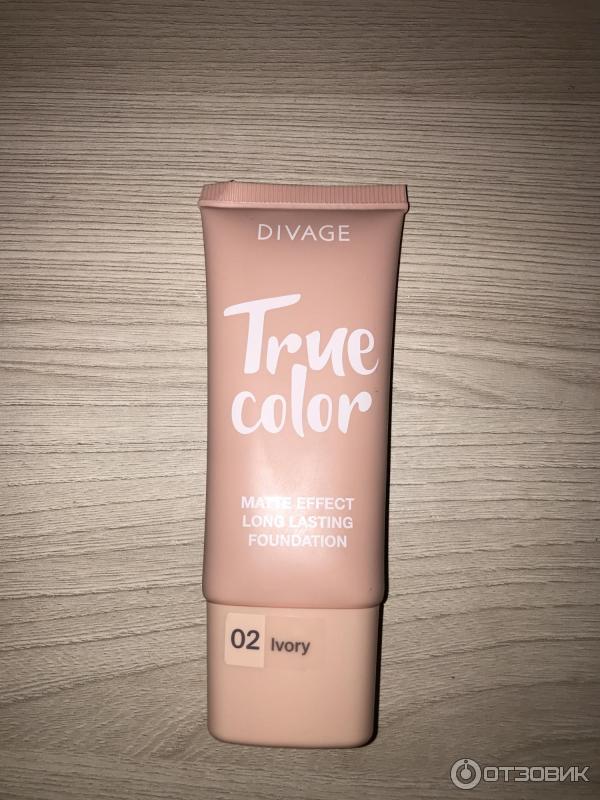 DIVAGE
True
color
MATTE EFFECT
LONG LASTING
FOUNDATION
02 Ivory
ОТЗОВИК